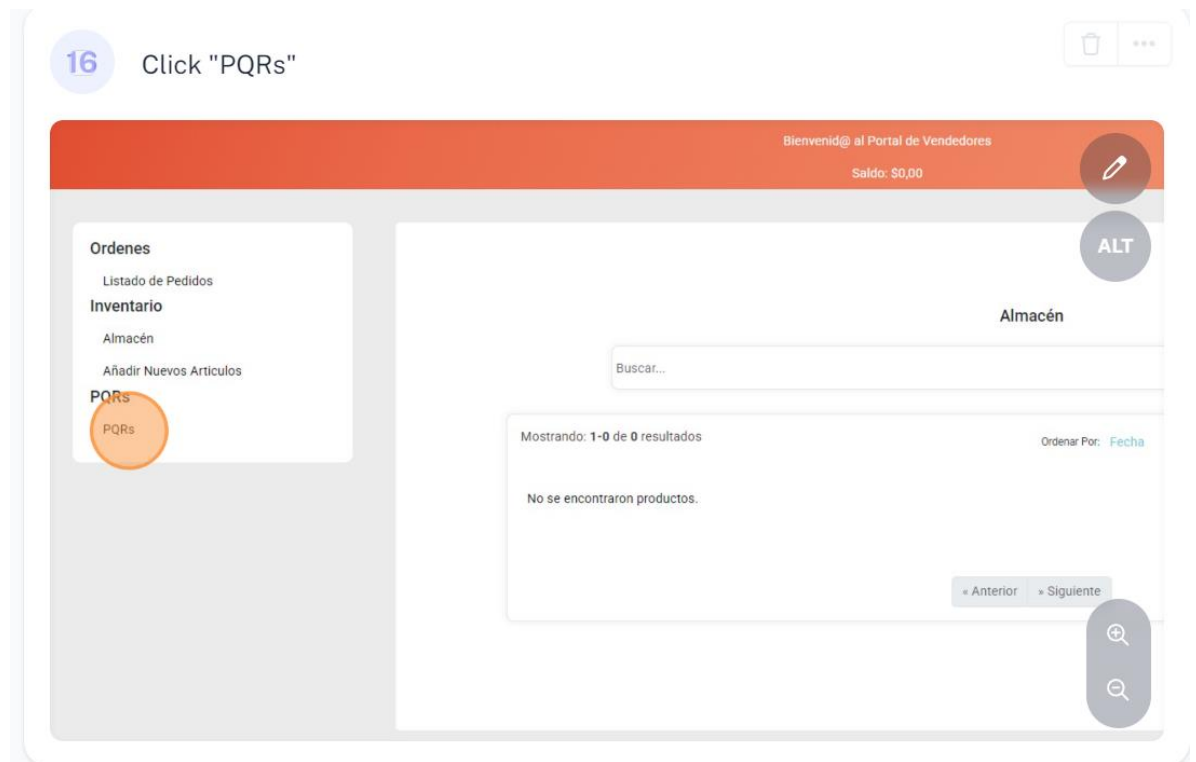 16
Click "PQRs"
Bienvenid@ al Portal de Vendedores
Saldo: $0,00
ALT
Ordenes
Listado de Pedidos
Inventario
Almacén
Añadir Nuevos Articulos
PQRs
PQRs
Almacén
Buscar...
Mostrando: 1-0 de 0 resultados
Ordenar Por: Fecha
No se encontraron productos.
« Anterior » Siguiente